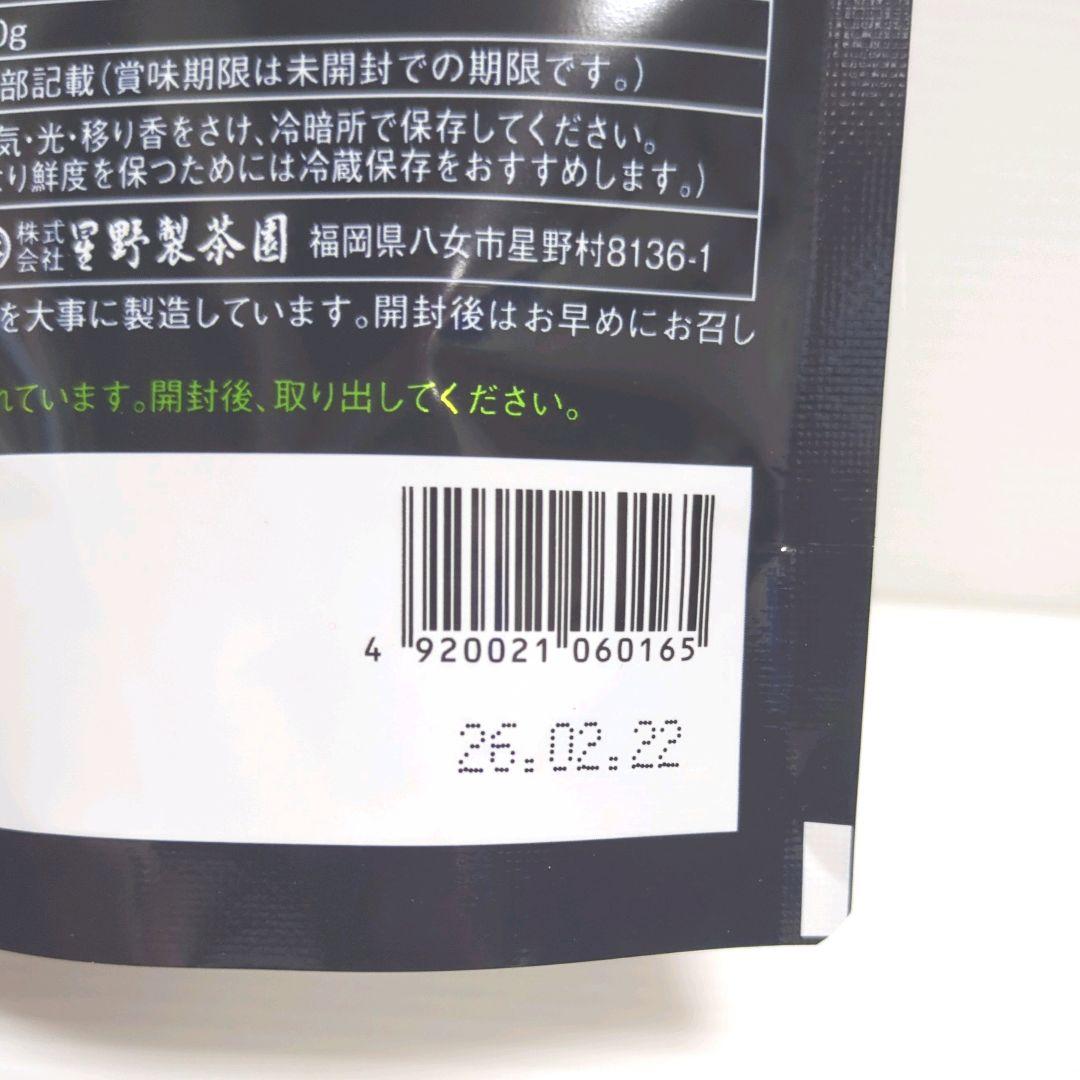 0g
部記載(賞味期限は未開封での期限です。)
気・光・移り香をさけ、冷暗所で保存してください。
り鮮度を保つためには冷蔵保存をおすすめします。)
株式会社 星野製茶園 福岡県八女市星野村8136-1
を大事に製造しています。開封後はお早めにお召し
れています。開封後、取り出してください。
4 920021 060165
26.02.22